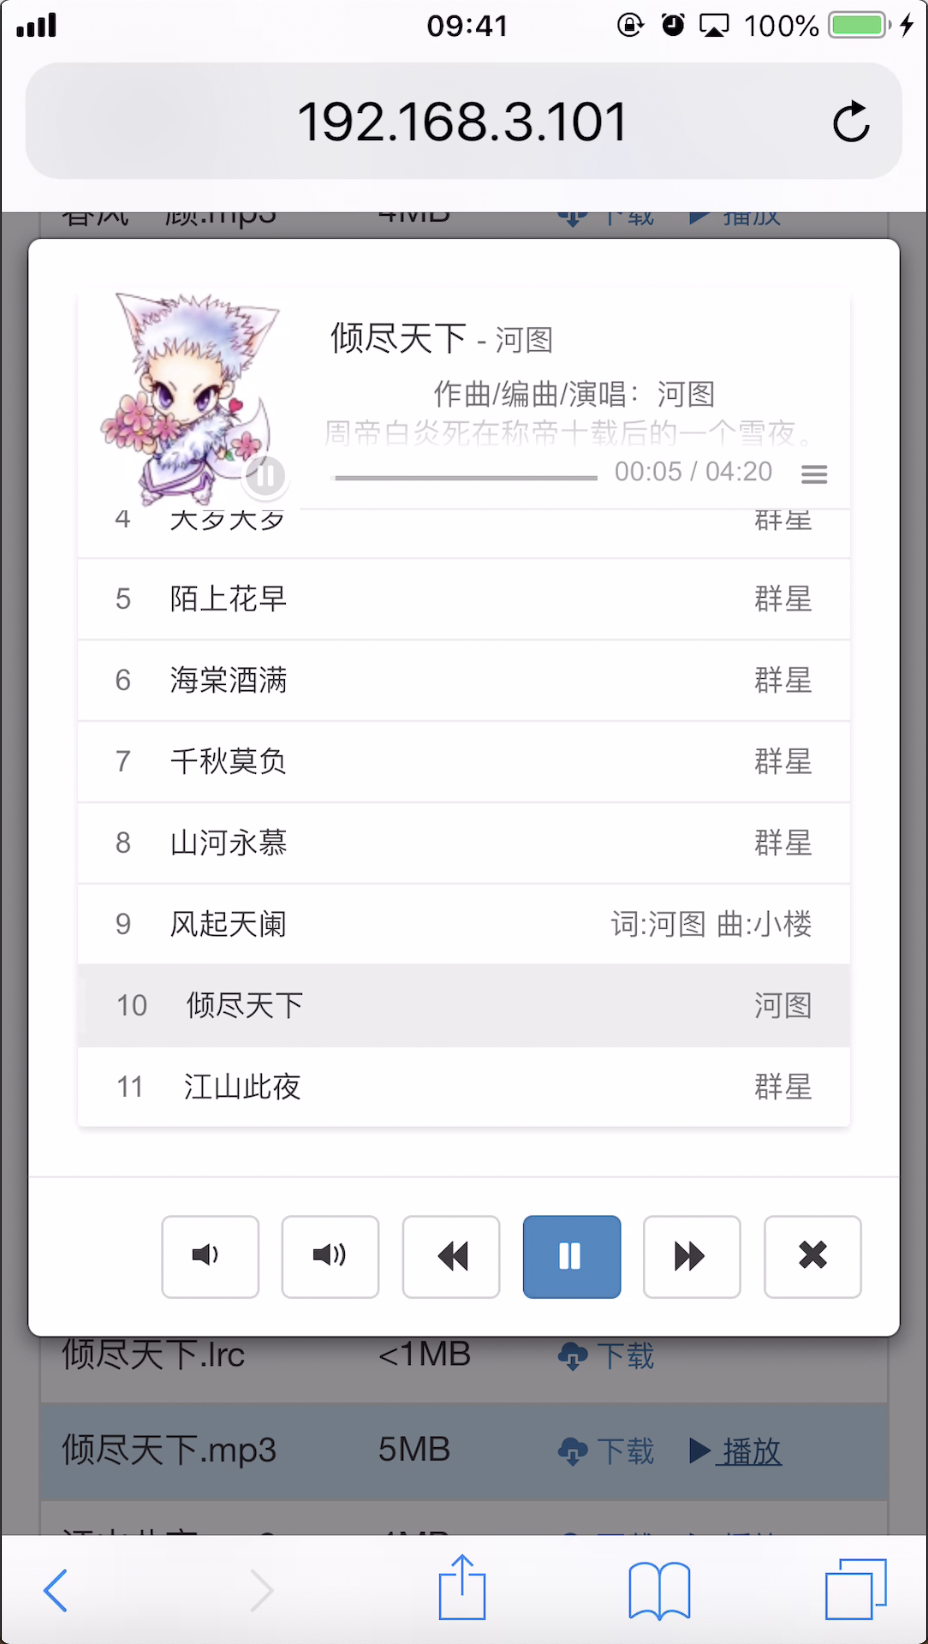 09:41 100%
192.168.3.101
下载 播放
倾尽天下 - 河图
作曲/编曲/演唱：河图
周帝白炎死在称帝十载后的一个雪夜。
00:05 / 04:20
4 大梦大梦 群星
5 陌上花早 群星
6 海棠酒满 群星
7 千秋莫负 群星
8 山河永慕 群星
9 风起天阑 词:河图 曲:小楼
10 倾尽天下 河图
11 江山此夜 群星
倾尽天下.lrc <1MB 下载
倾尽天下.mp3 5MB 下载 播放